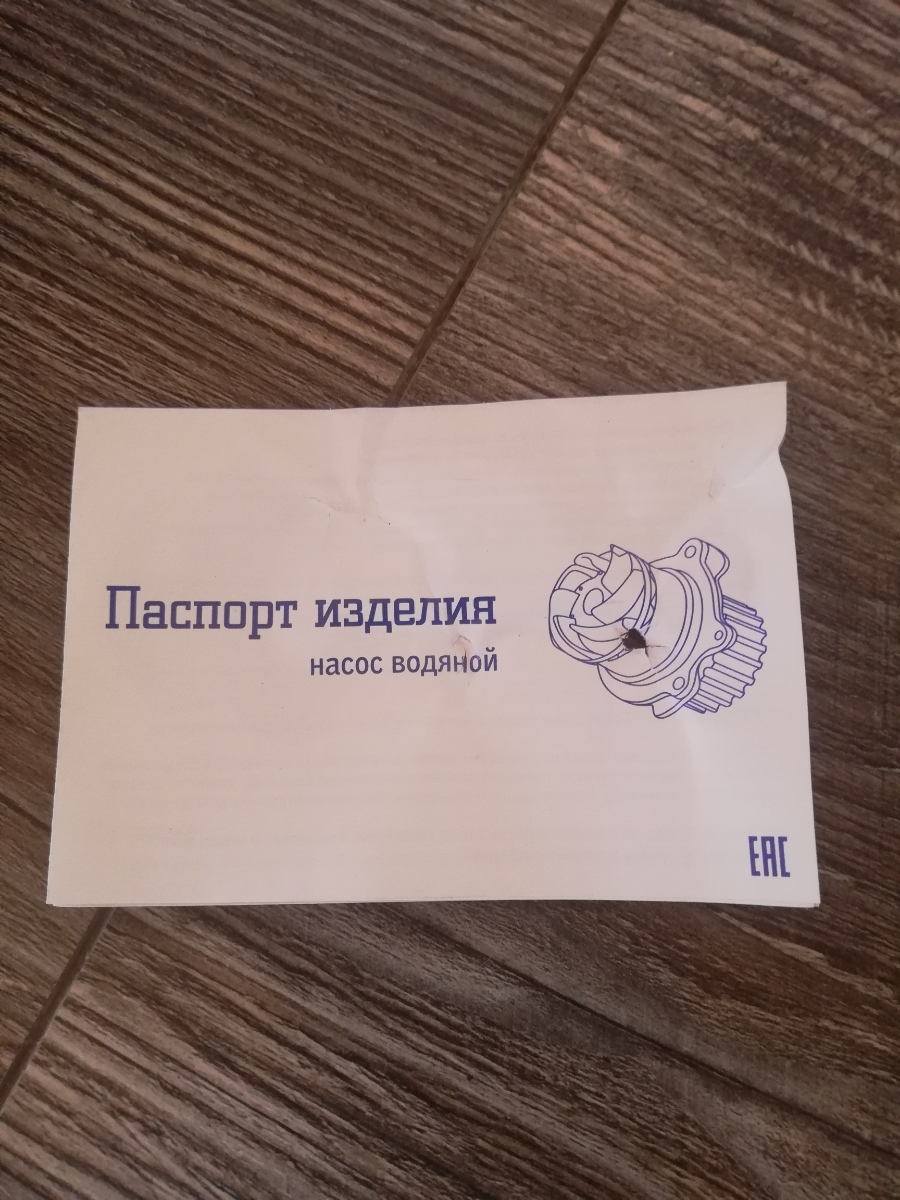 Паспорт изделия
насос водяной
EAC